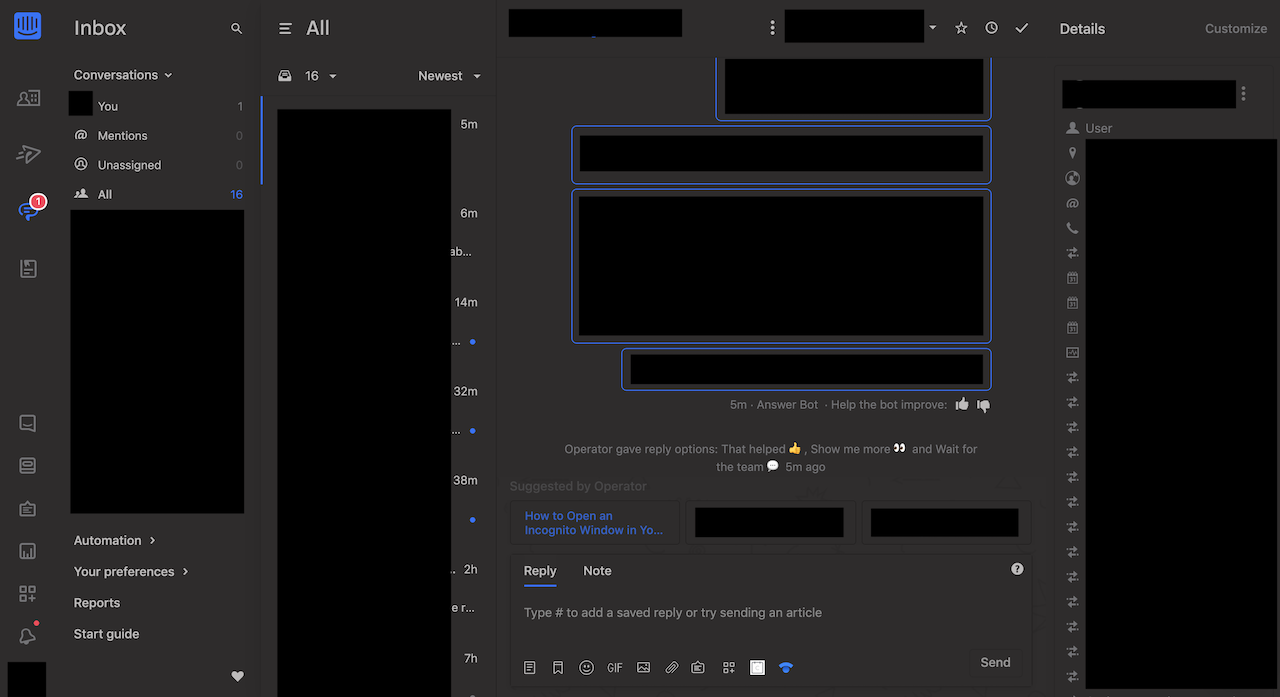 Inbox
Conversations
You 1
Mentions 0
Unassigned 0
All 16
Automation
Your preferences
Reports
Start guide
1
All
16 Newest
5m
6m
ab...
14m
...
32m
...
38m
2h
e r...
7h
5m · Answer Bot · Help the bot improve:
Operator gave reply options: That helped 👍 , Show me more 👀 and Wait for
the team 💬 5m ago
Suggested by Operator
How to Open an
Incognito Window in Yo...
Reply Note
Type # to add a saved reply or try sending an article
GIF
Send
Details Customize
User